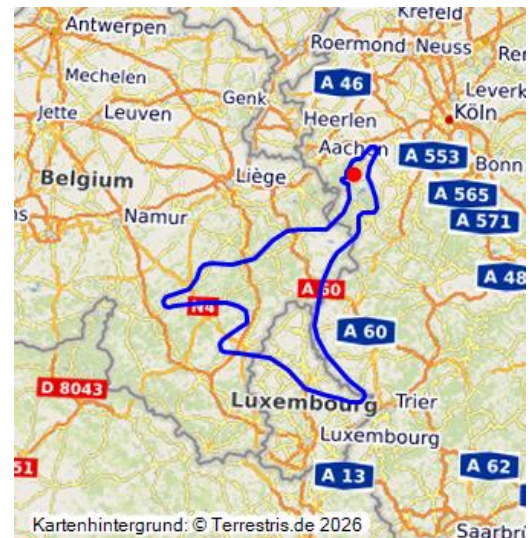 Antwerpen
Krefeld
Roermond Neuss
Mechelen
A 46
Genk
Leverk
Jette Leuven
Heerlen
Köln
Aachen
A 553
Bonn
Belgium
Liège
A 565
Namur
A 571
A 48
A 60
N4
A 60
D 8043
Luxembourg Trier
Luxembourg
51
A 13
A 62
Saarbrü
Kartenhintergrund: © Terrestris.de 2026